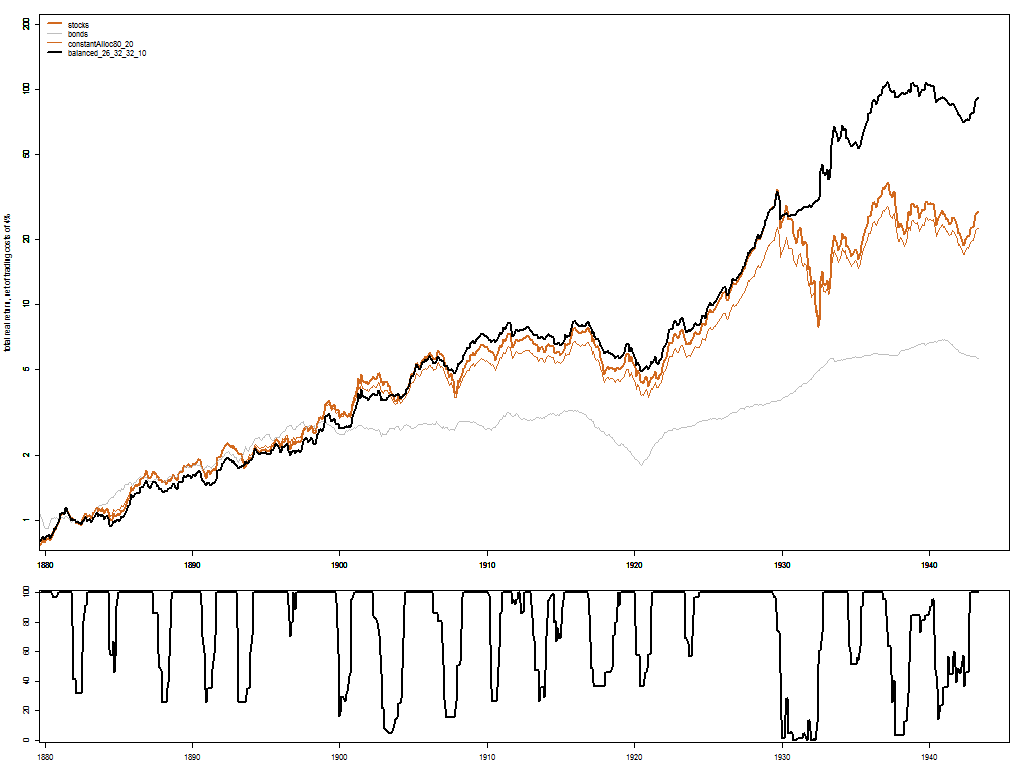 200
100
50
20
10
5
2
1
total real return, net of trading costs of 4%
stocks
bonds
constantAlloc80_20
balanced_26_32_32_10
1880 1890 1900 1910 1920 1930 1940
100
80
60
40
20
0
1880 1890 1900 1910 1920 1930 1940